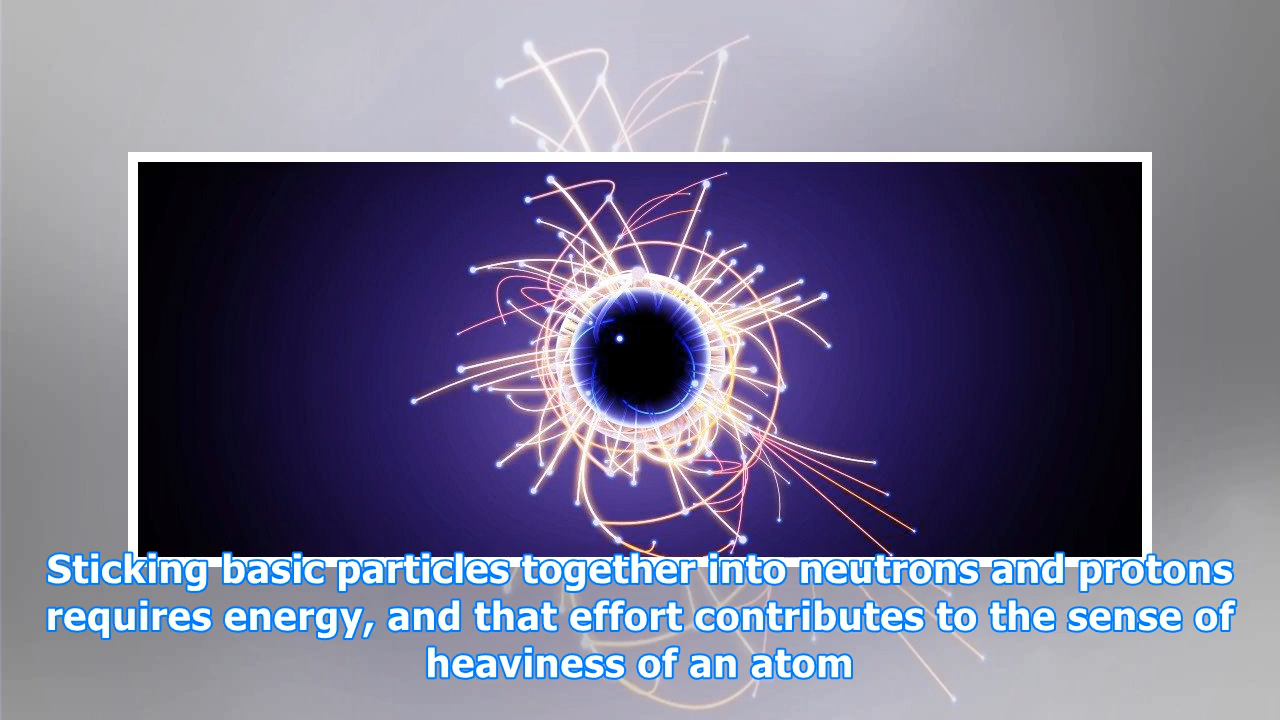 Sticking basic particles together into neutrons and protons
requires energy, and that effort contributes to the sense of
heaviness of an atom